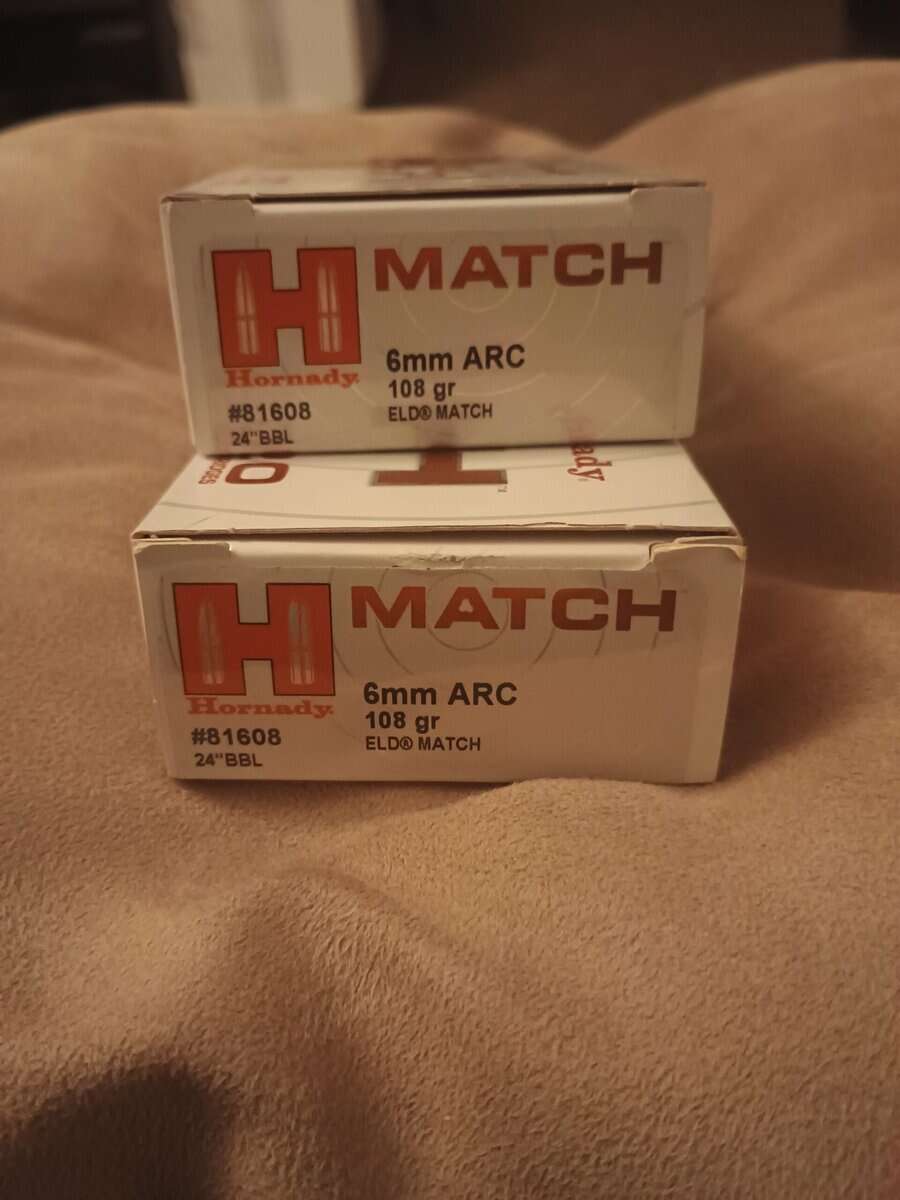 MATCH
H
Hornady
6mm ARC
108 gr
ELD® MATCH
#81608
24"BBL
ady
H
MATCH
H
Hornady
6mm ARC
108 gr
ELD® MATCH
#81608
24"BBL